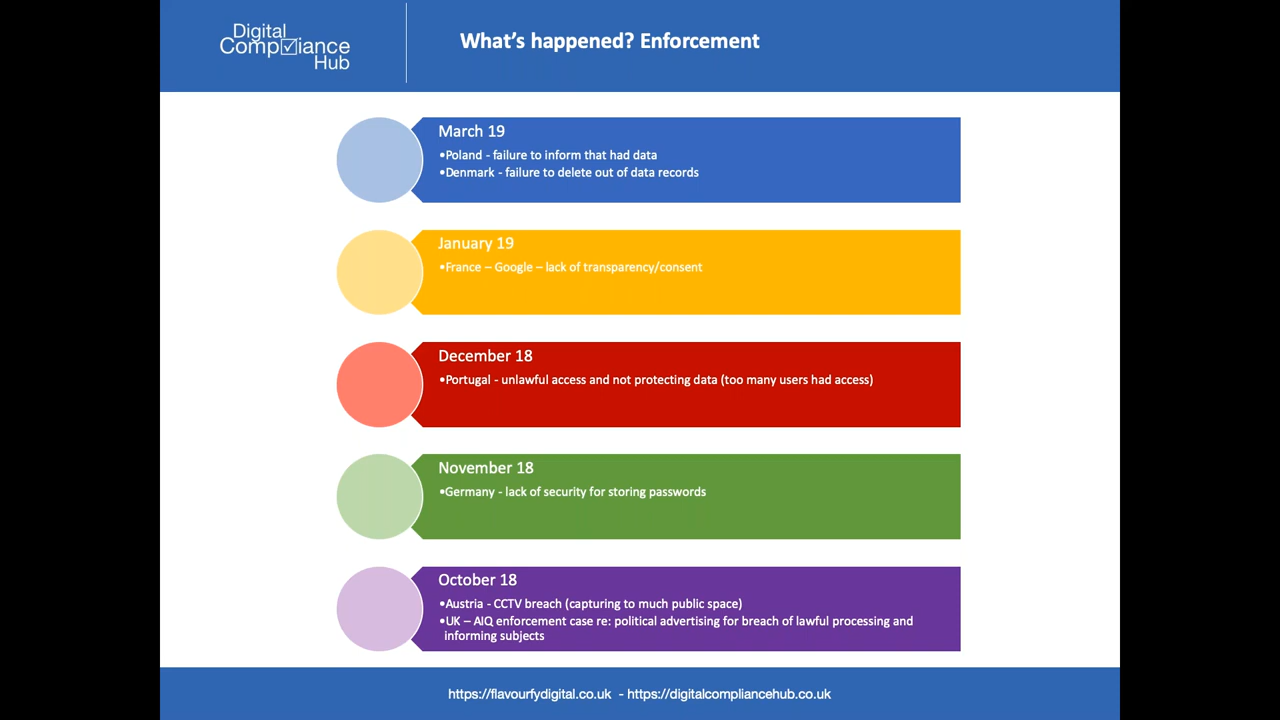 Digital
Compliance
Hub
What's happened? Enforcement
March 19
•Poland - failure to inform that had data
•Denmark - failure to delete out of data records
January 19
•France – Google – lack of transparency/consent
December 18
•Portugal - unlawful access and not protecting data (too many users had access)
November 18
•Germany - lack of security for storing passwords
October 18
•Austria - CCTV breach (capturing to much public space)
•UK – AIQ enforcement case re: political advertising for breach of lawful processing and
informing subjects
https://flavourfydigital.co.uk - https://digitalcompliancehub.co.uk